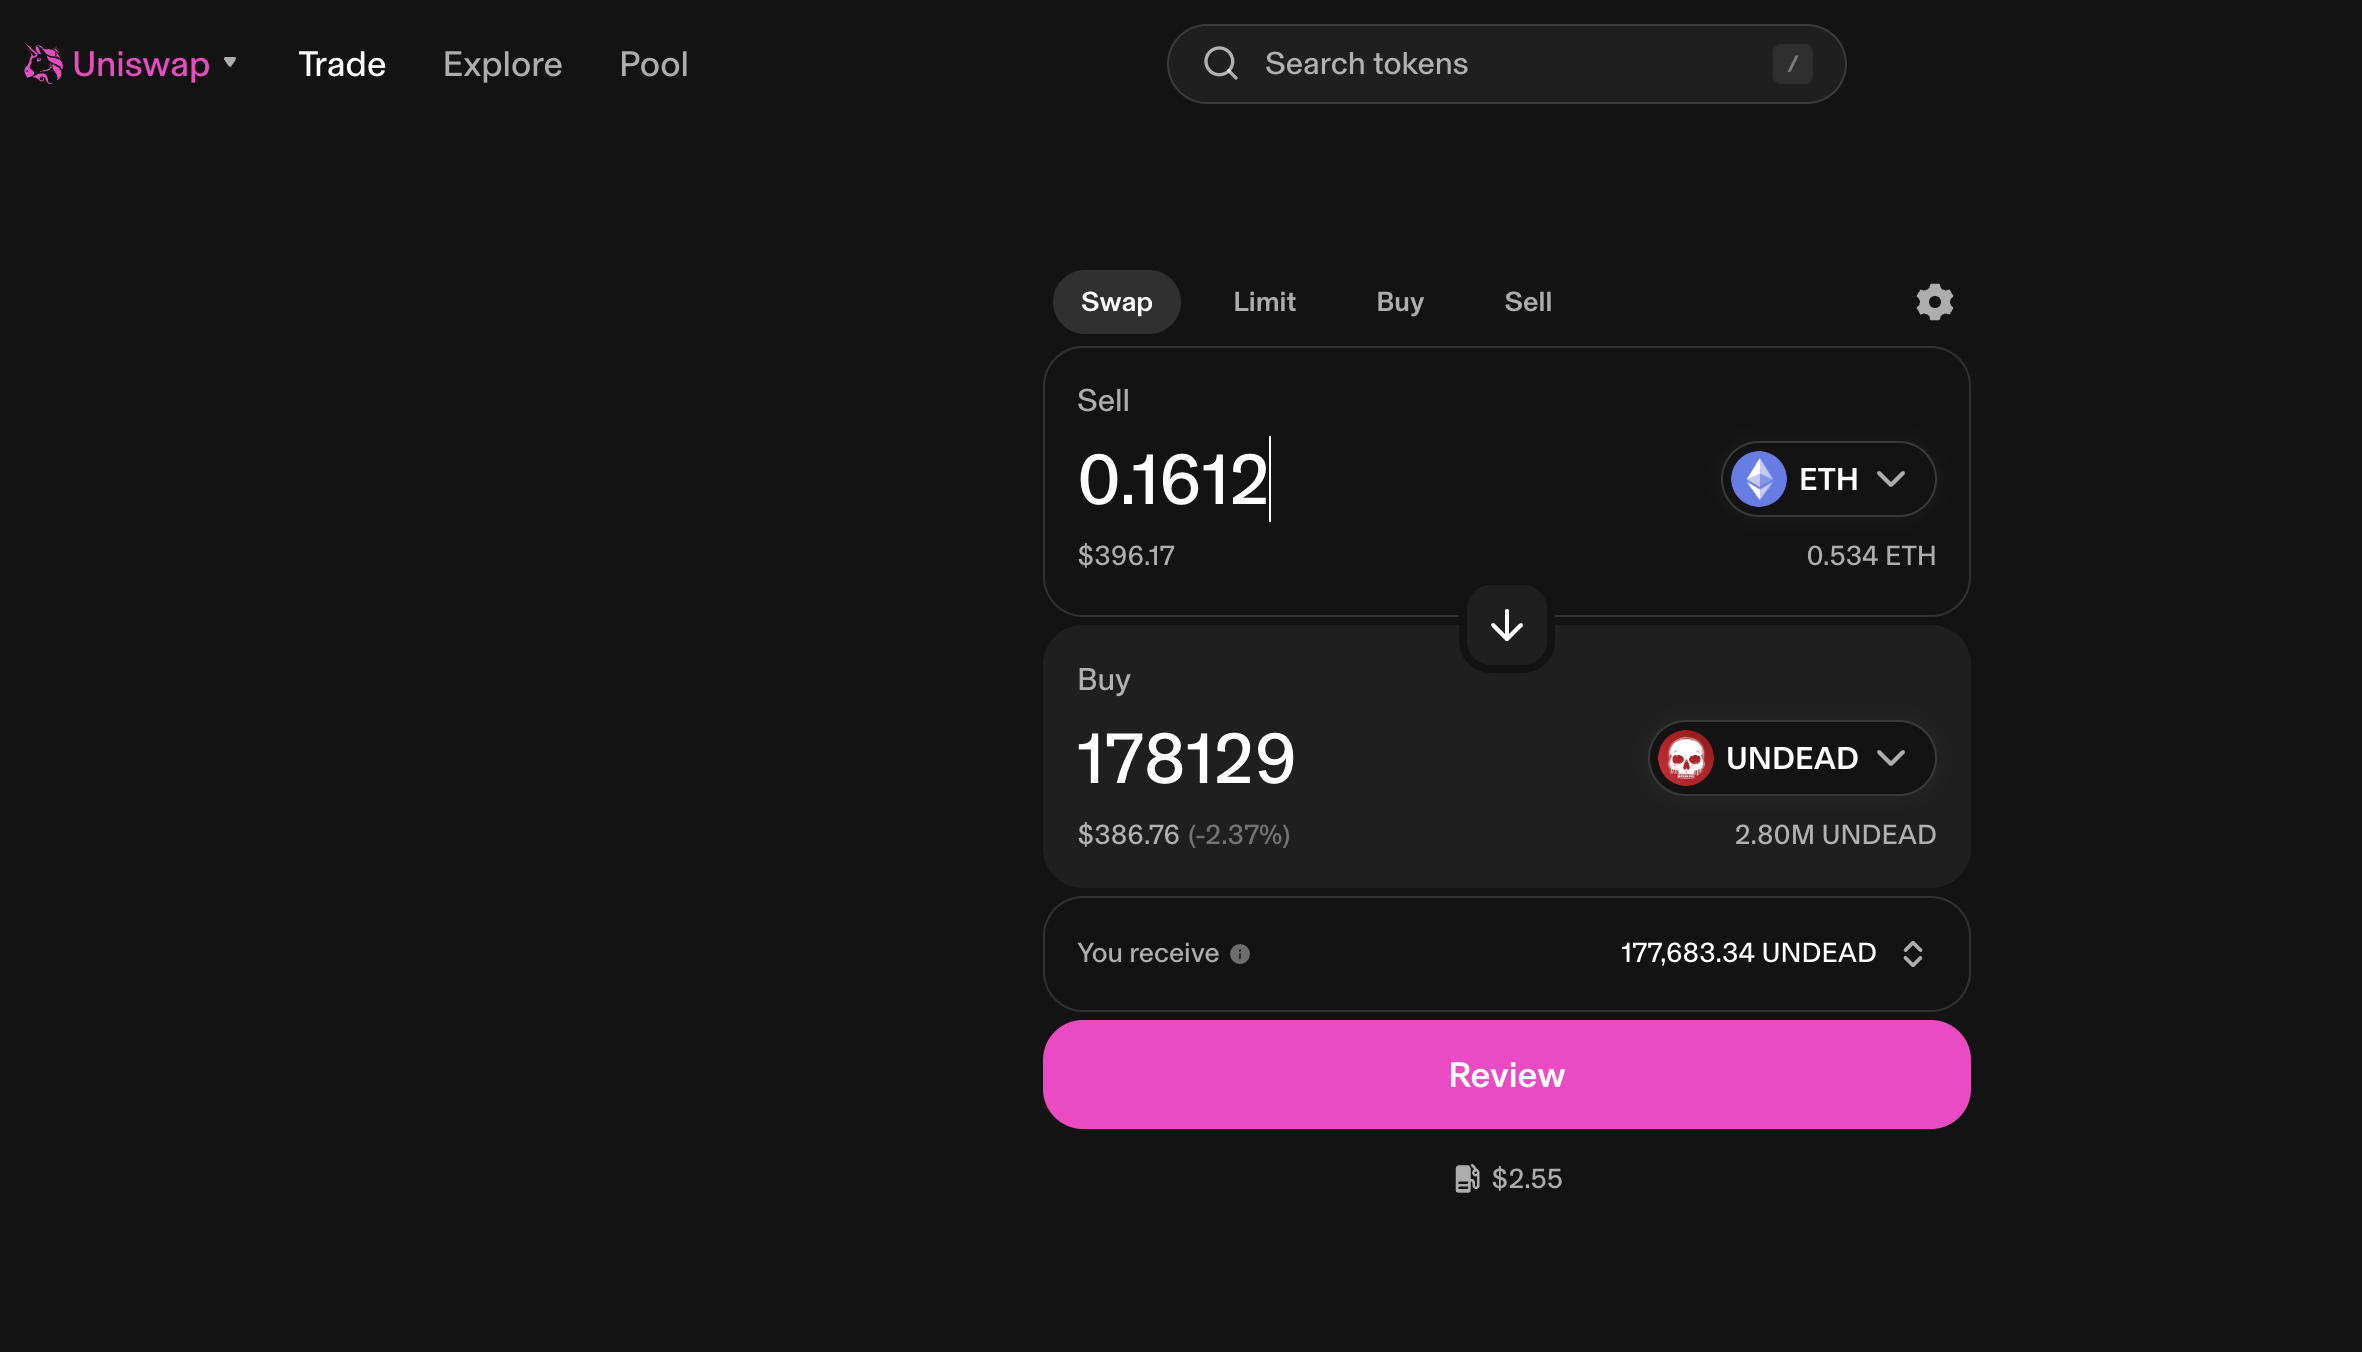 Uniswap Trade Explore Pool Search tokens /
Swap Limit Buy Sell
Sell
0.1612 ETH
$396.17 0.534 ETH
Buy
178129 UNDEAD
$386.76 (-2.37%) 2.80M UNDEAD
You receive 177,683.34 UNDEAD
Review
$2.55